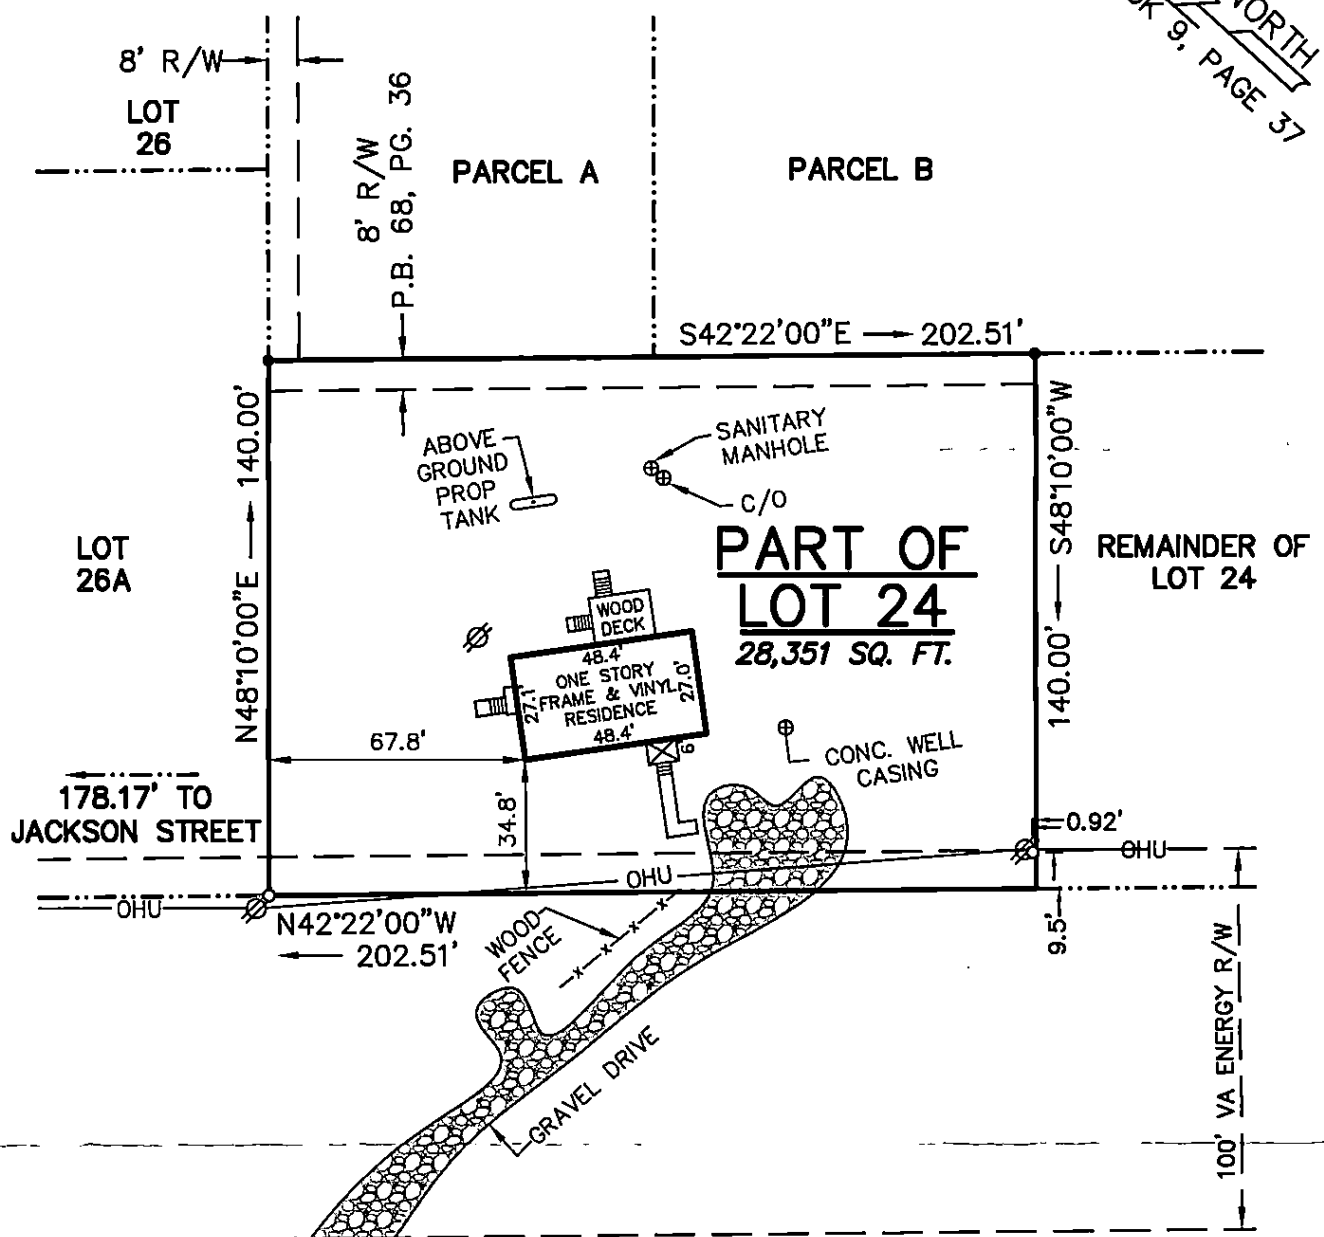 8' R/W
LOT
26
8' R/W
P.B. 68, PG. 36
PARCEL A
PARCEL B
NORTH
9, PAGE 37
S42°22'00"E 202.51'
N48°10'00"E 140.00'
S48°10'00"W
140.00'
ABOVE
GROUND
PROP
TANK
SANITARY
MANHOLE
C/O
PART OF
LOT 24
28,351 SQ. FT.
LOT
26A
REMAINDER OF
LOT 24
WOOD
DECK
48.4'
ONE STORY
FRAME & VINYL
RESIDENCE
27.1'
27.0'
48.4'
67.8'
34.8'
CONC. WELL
CASING
178.17' TO
JACKSON STREET
0.92'
OHU
OHU
OHU
N42°22'00"W
202.51'
WOOD
FENCE
9.5'
GRAVEL DRIVE
100' VA ENERGY R/W